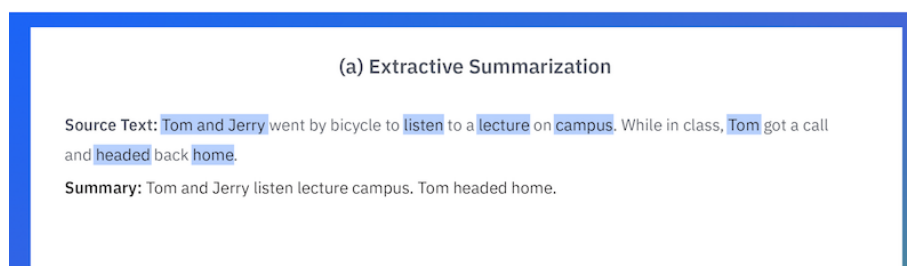 (a) Extractive Summarization
Source Text: Tom and Jerry went by bicycle to listen to a lecture on campus. While in class, Tom got a call
and headed back home.
Summary: Tom and Jerry listen lecture campus. Tom headed home.